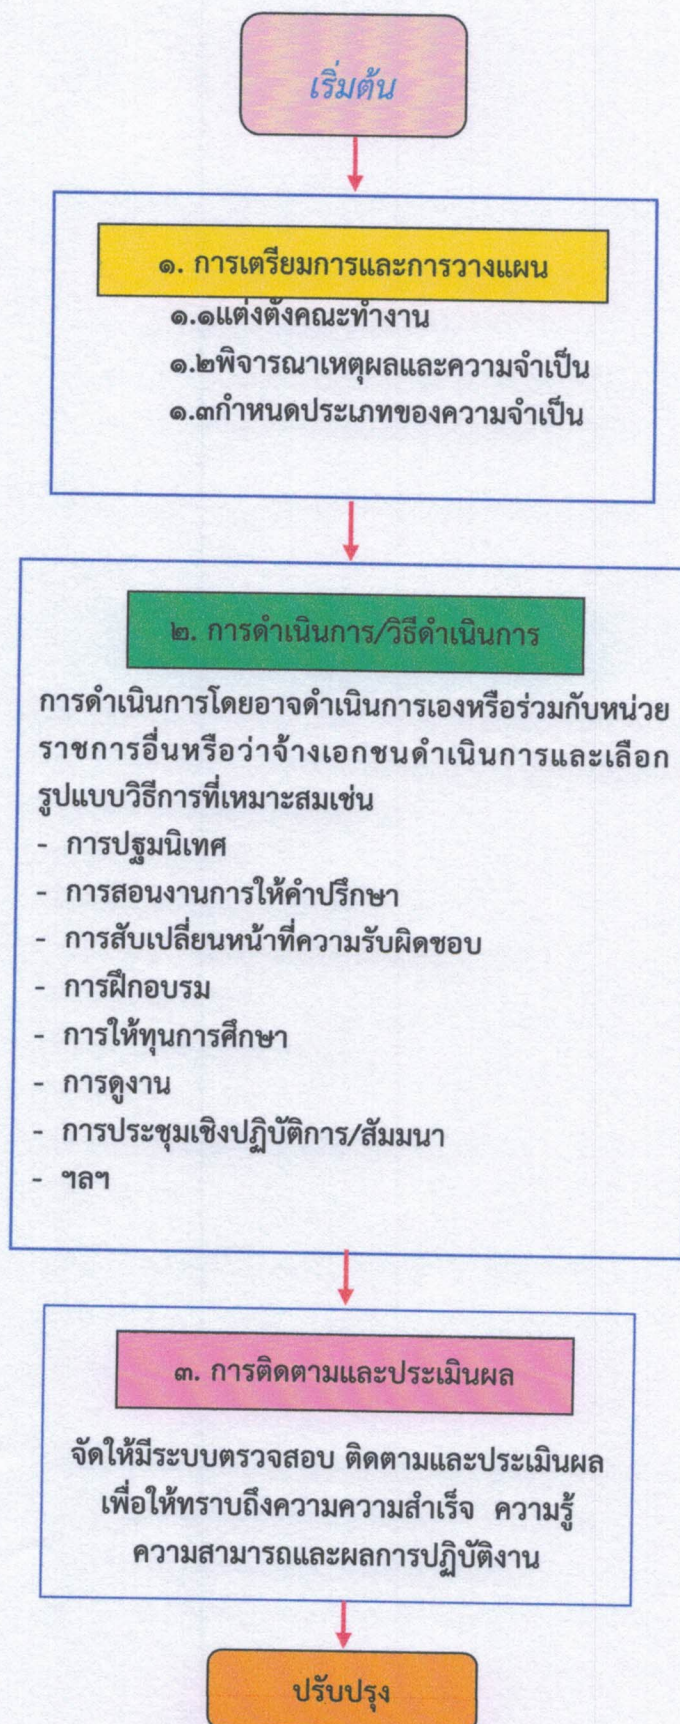 เริ่มต้น
๑. การเตรียมการและการวางแผน
๑.๑แต่งตั้งคณะทำงาน
๑.๒พิจารณาเหตุผลและความจำเป็น
๑.๓กำหนดประเภทของความจำเป็น
๒. การดำเนินการ/วิธีดำเนินการ
การดำเนินการโดยอาจดำเนินการเองหรือร่วมกับหน่วย
ราชการอื่นหรือว่าจ้างเอกชนดำเนินการและเลือก
รูปแบบวิธีการที่เหมาะสมเช่น
- การปฐมนิเทศ
- การสอนงานการให้คำปรึกษา
- การสับเปลี่ยนหน้าที่ความรับผิดชอบ
- การฝึกอบรม
- การให้ทุนการศึกษา
- การดูงาน
- การประชุมเชิงปฏิบัติการ/สัมมนา
- ฯลฯ
๓. การติดตามและประเมินผล
จัดให้มีระบบตรวจสอบ ติดตามและประเมินผล
เพื่อให้ทราบถึงความความสำเร็จ ความรู้
ความสามารถและผลการปฏิบัติงาน
ปรับปรุง